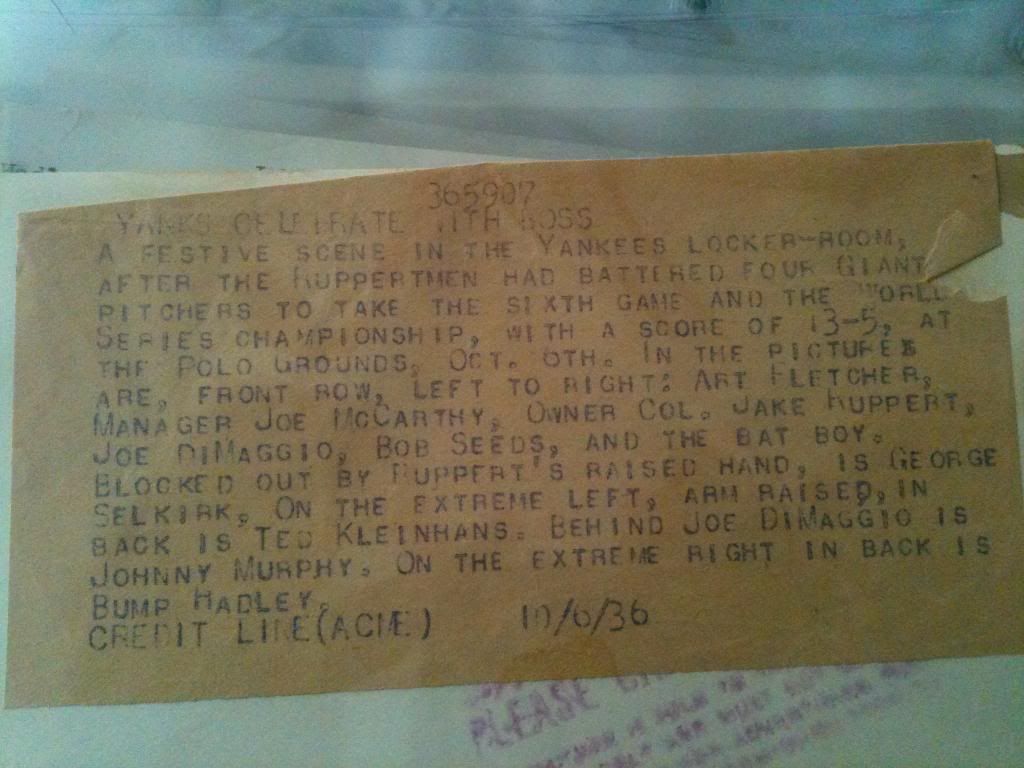 365907
YANKS CELEBRATE WITH BOSS
A FESTIVE SCENE IN THE YANKEES LOCKER-ROOM,
AFTER THE RUPPERTMEN HAD BATTERED FOUR GIANT
PITCHERS TO TAKE THE SIXTH GAME AND THE WORLD
SERIES CHAMPIONSHIP, WITH A SCORE OF 13-5, AT
THE POLO GROUNDS, OCT. 6TH. IN THE PICTURES
ARE, FRONT ROW, LEFT TO RIGHT: ART FLETCHER,
MANAGER JOE MCCARTHY, OWNER COL. JAKE RUPPERT,
JOE DIMAGGIO, BOB SEEDS, AND THE BAT BOY.
BLOCKED OUT BY RUPPERT'S RAISED HAND, IS GEORGE
SELKIRK, ON THE EXTREME LEFT, ARM RAISED, IN
BACK IS TED KLEINHANS. BEHIND JOE DIMAGGIO IS
JOHNNY MURPHY. ON THE EXTREME RIGHT IN BACK IS
BUMP HADLEY.
CREDIT LINE (ACME) 10/6/36
PLEASE